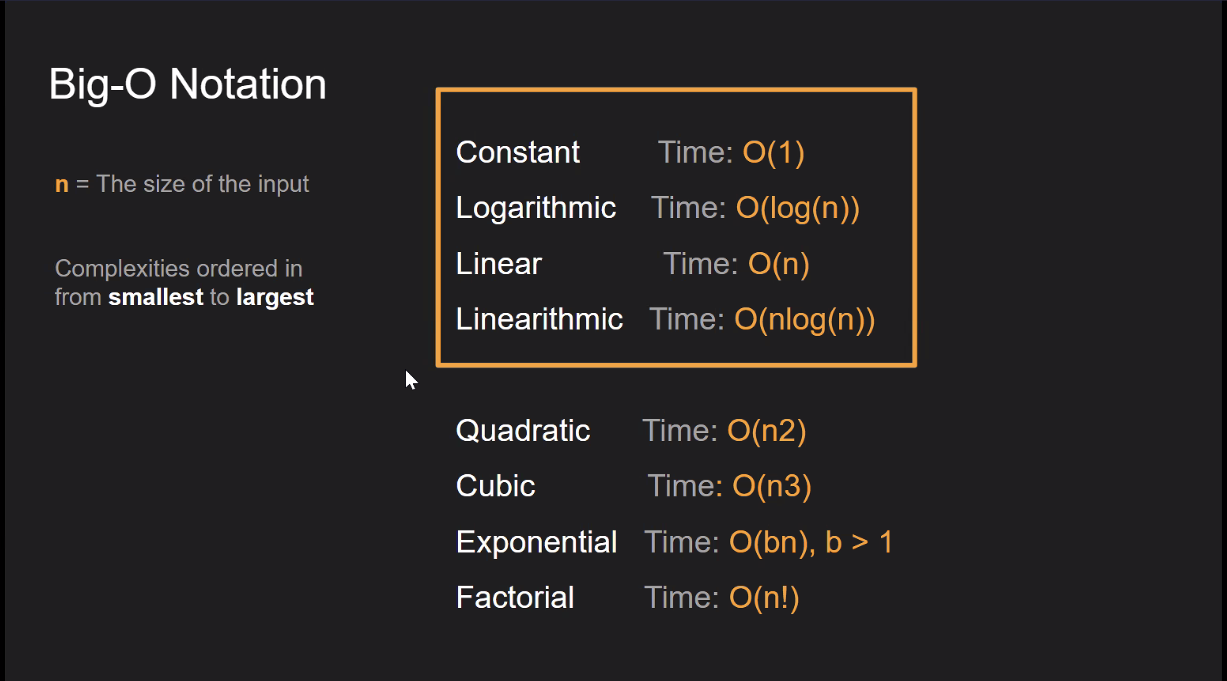 Big-O Notation
n = The size of the input
Complexities ordered in
from smallest to largest
Constant Time: O(1)
Logarithmic Time: O(log(n))
Linear Time: O(n)
Linearithmic Time: O(nlog(n))
Quadratic Time: O(n2)
Cubic Time: O(n3)
Exponential Time: O(bn), b > 1
Factorial Time: O(n!)